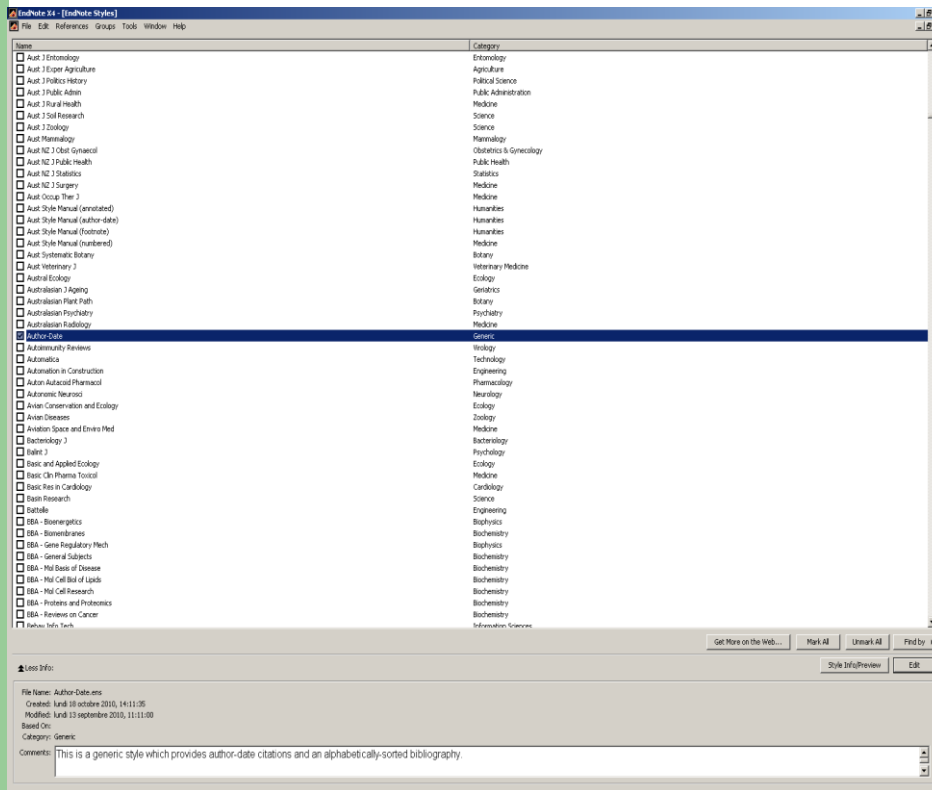 EndNote X4 - [EndNote Styles]
File Edit References Groups Tools Window Help
Name Category
Aust J Entomology Entomology
Aust J Exper Agriculture Agriculture
Aust J Politics History Political Science
Aust J Public Admin Public Administration
Aust J Rural Health Medicine
Aust J Soil Research Science
Aust J Zoology Science
Aust Mammalogy Mammalogy
Aust NZ J Obst Gynaecol Obstetrics & Gynecology
Aust NZ J Public Health Public Health
Aust NZ J Statistics Statistics
Aust NZ J Surgery Medicine
Aust Occup Ther J Medicine
Aust Style Manual (annotated) Humanities
Aust Style Manual (author-date) Humanities
Aust Style Manual (footnote) Humanities
Aust Style Manual (numbered) Medicine
Aust Systematic Botany Botany
Aust Veterinary J Veterinary Medicine
Austral Ecology Ecology
Australasian J Ageing Geriatrics
Australasian Plant Path Botany
Australasian Psychiatry Psychiatry
Australasian Radiology Medicine
Author-Date Generic
Autoimmunity Reviews Virology
Automatica Technology
Automation in Construction Engineering
Auton Autacoid Pharmacol Pharmacology
Autonomic Neurosci Neurology
Avian Conservation and Ecology Ecology
Avian Diseases Zoology
Aviation Space and Enviro Med Medicine
Bacteriology J Bacteriology
Balint J Psychology
Basic and Applied Ecology Ecology
Basic Clin Pharma Toxicol Medicine
Basic Res in Cardiology Cardiology
Basin Research Science
Battelle Engineering
BBA - Bioenergetics Biophysics
BBA - Biomembranes Biochemistry
BBA - Gene Regulatory Mech Biophysics
BBA - General Subjects Biochemistry
BBA - Mol Basis of Disease Biochemistry
BBA - Mol Cell Biol of Lipids Biochemistry
BBA - Mol Cell Research Biochemistry
BBA - Proteins and Proteomics Biochemistry
BBA - Reviews on Cancer Biochemistry
Behav Info Tech Information Sciences
Get More on the Web... Mark All Unmark All Find by
Less Info: Style Info/Preview Edit
File Name: Author-Date.ens
Created: lundi 18 octobre 2010, 14:11:35
Modified: lundi 13 septembre 2010, 11:11:00
Based On:
Category: Generic
Comments: This is a generic style which provides author-date citations and an alphabetically-sorted bibliography.